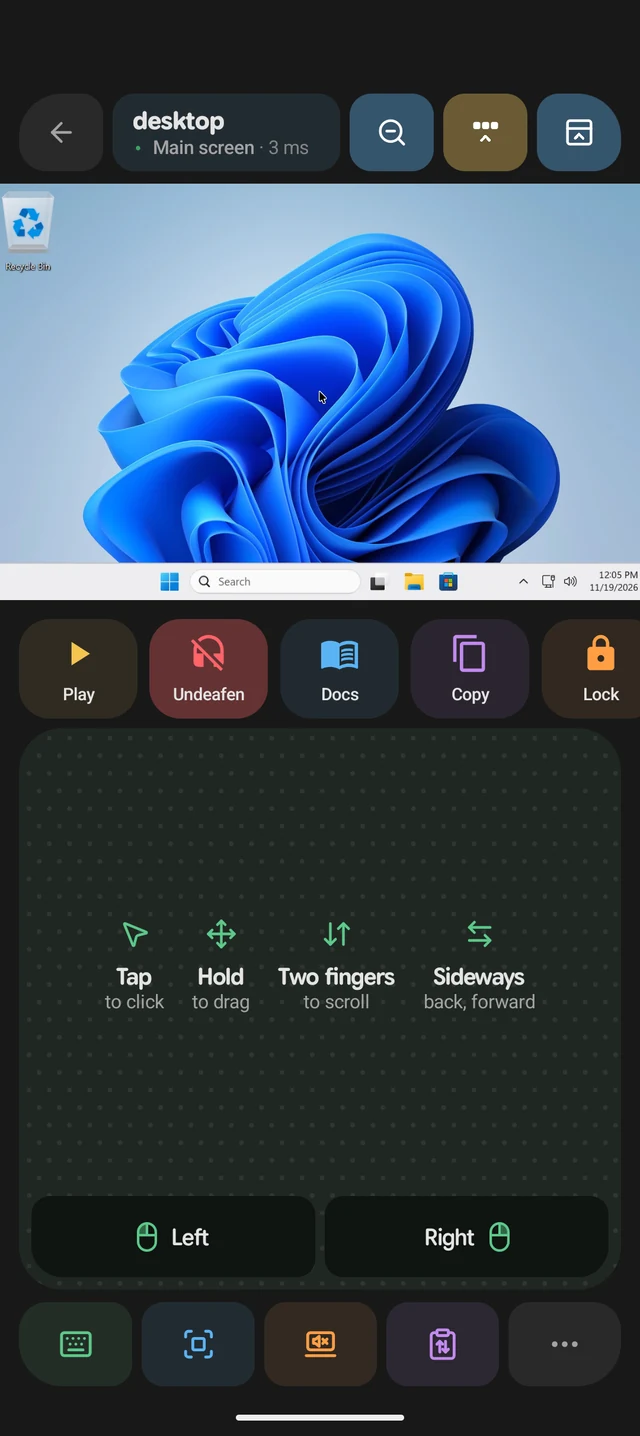 desktop
• Main screen · 3 ms
Recycle Bin
Search
12:05 PM
11/19/2026
Play
Undeafen
Docs
Copy
Lock
Tap
to click
Hold
to drag
Two fingers
to scroll
Sideways
back, forward
Left
Right